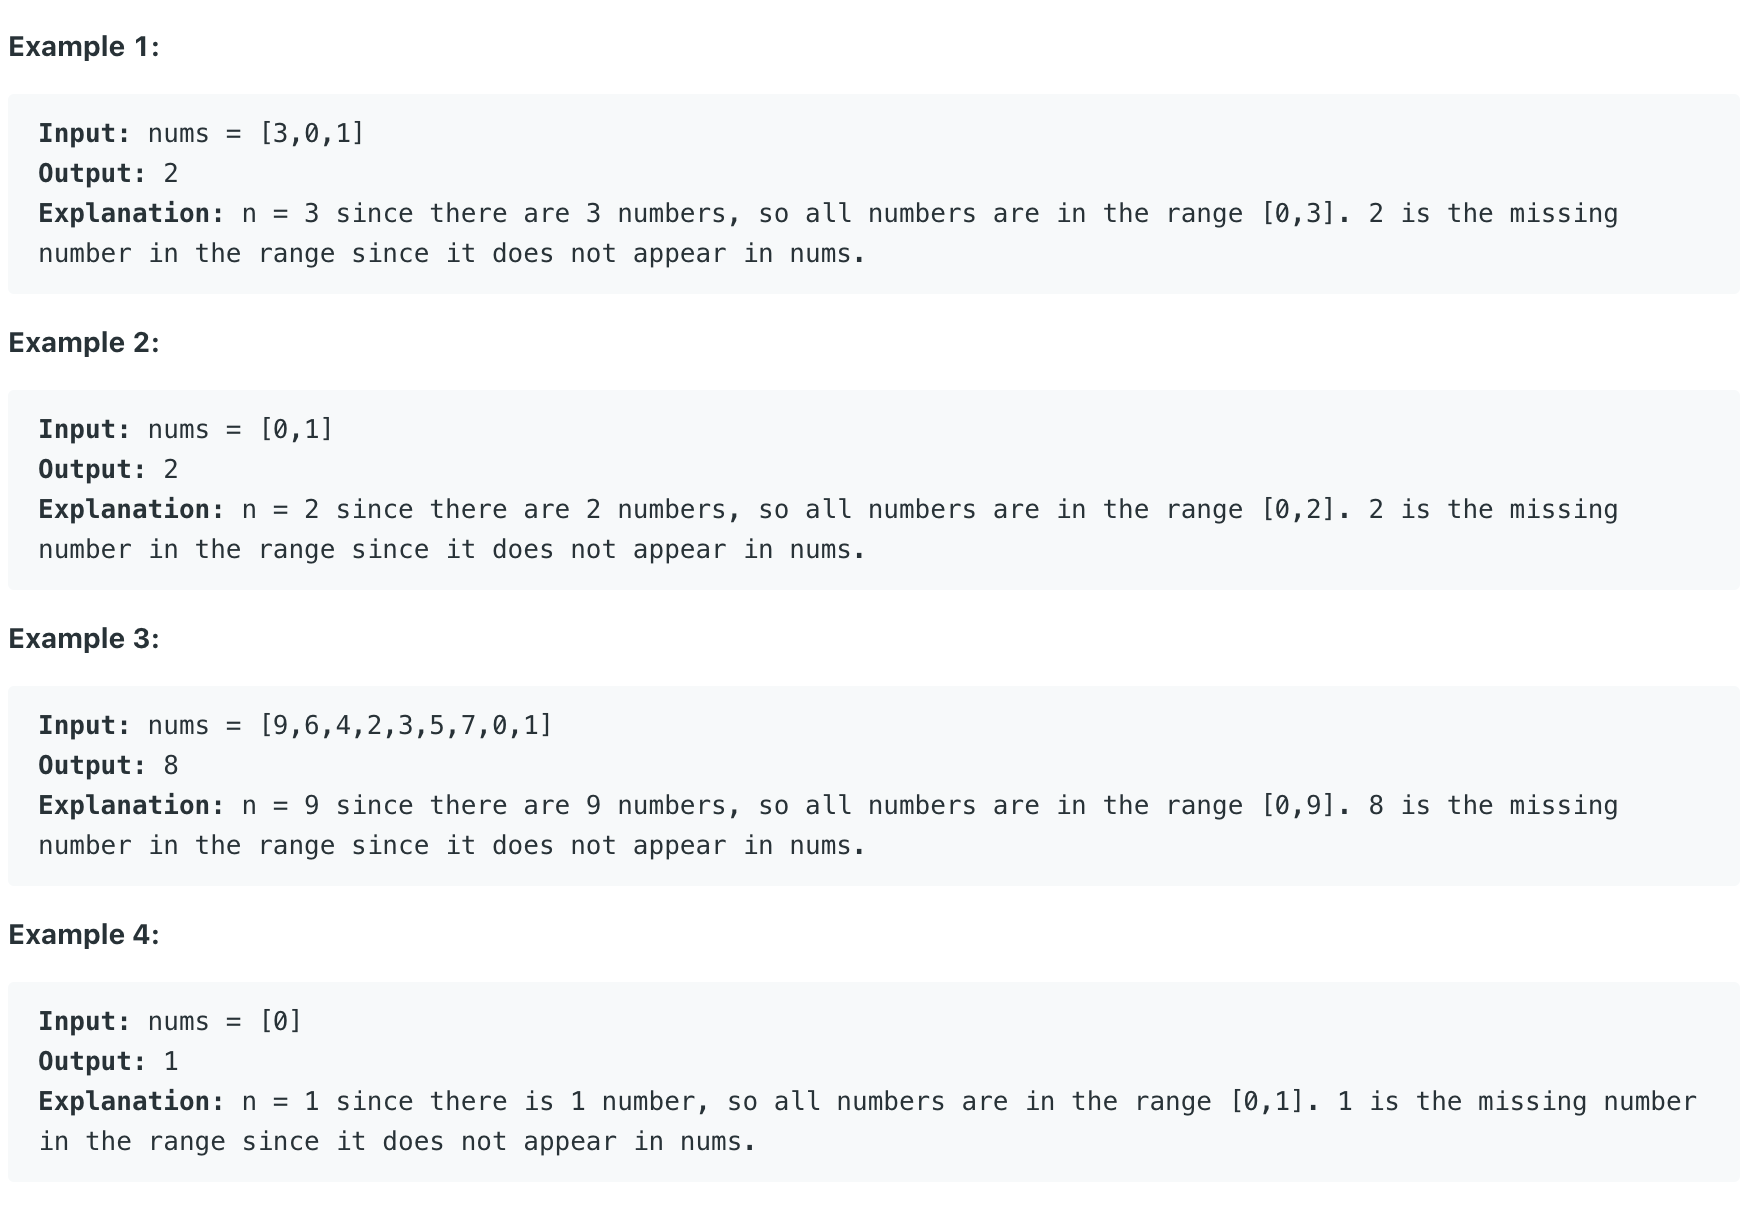 Example 1:
Input: nums = [3,0,1]
Output: 2
Explanation: n = 3 since there are 3 numbers, so all numbers are in the range [0,3]. 2 is the missing
number in the range since it does not appear in nums.
Example 2:
Input: nums = [0,1]
Output: 2
Explanation: n = 2 since there are 2 numbers, so all numbers are in the range [0,2]. 2 is the missing
number in the range since it does not appear in nums.
Example 3:
Input: nums = [9,6,4,2,3,5,7,0,1]
Output: 8
Explanation: n = 9 since there are 9 numbers, so all numbers are in the range [0,9]. 8 is the missing
number in the range since it does not appear in nums.
Example 4:
Input: nums = [0]
Output: 1
Explanation: n = 1 since there is 1 number, so all numbers are in the range [0,1]. 1 is the missing number
in the range since it does not appear in nums.